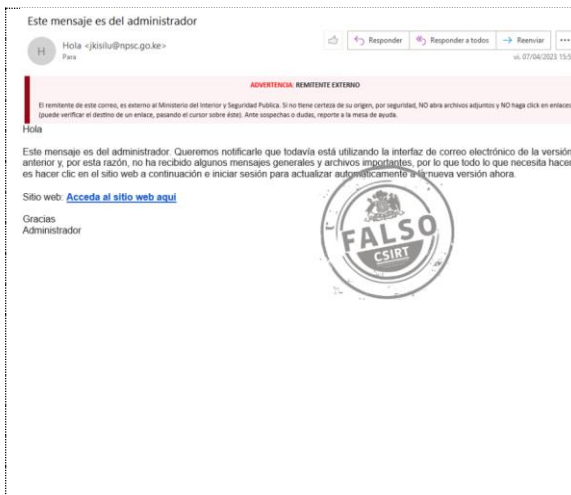 Este mensaje es del administrador
H
Hola <jkisilu@npsc.go.ke>
Para
Responder
Responder a todos
Reenviar
vi. 07/04/2023 15:5
ADVERTENCIA: REMITENTE EXTERNO
El remitente de este correo, es externo al Ministerio del Interior y Seguridad Publica. Si no tiene certeza de su origen, por seguridad, NO abra archivos adjuntos y NO haga click en enlaces
(puede verificar el destino de un enlace, pasando el cursor sobre éste). Ante sospechas o dudas, reporte a la mesa de ayuda.
Hola
Este mensaje es del administrador. Queremos notificarle que todavía está utilizando la interfaz de correo electrónico de la versión
anterior y, por esta razón, no ha recibido algunos mensajes generales y archivos importantes, por lo que todo lo que necesita hacer
es hacer clic en el sitio web a continuación e iniciar sesión para actualizar automáticamente a la nueva versión ahora.
Sitio web: Acceda al sitio web aquí
Gracias
Administrador
FALSO
CSIRT